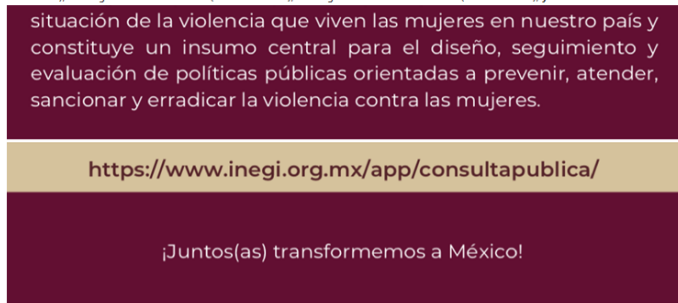 situación de la violencia que viven las mujeres en nuestro país y
constituye un insumo central para el diseño, seguimiento y
evaluación de políticas públicas orientadas a prevenir, atender,
sancionar y erradicar la violencia contra las mujeres.
https://www.inegi.org.mx/app/consultapublica/
¡Juntos(as) transformemos a México!